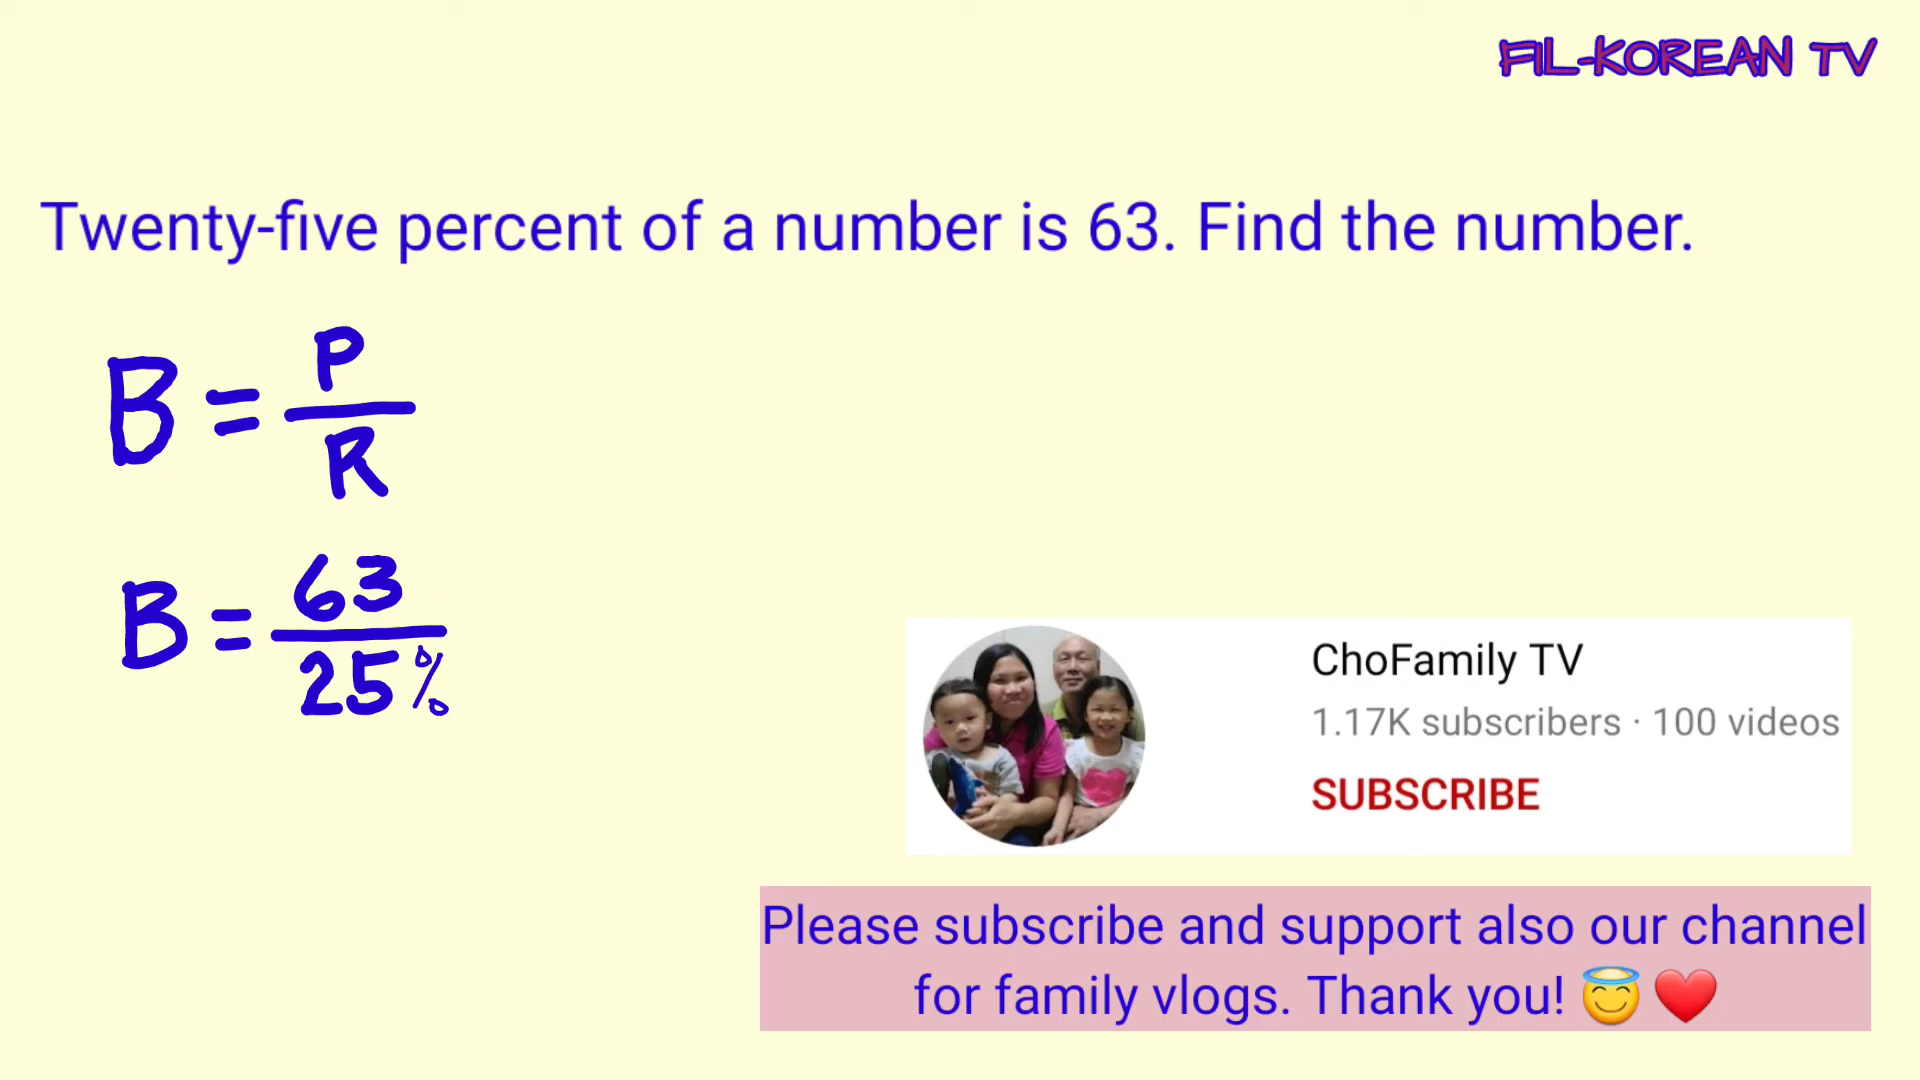 FIL-KOREAN TV
Twenty-five percent of a number is 63. Find the number.
B = P/R
B = 63/25%
ChoFamily TV
1.17K subscribers · 100 videos
SUBSCRIBE
Please subscribe and support also our channel
for family vlogs. Thank you! 😇 ❤️